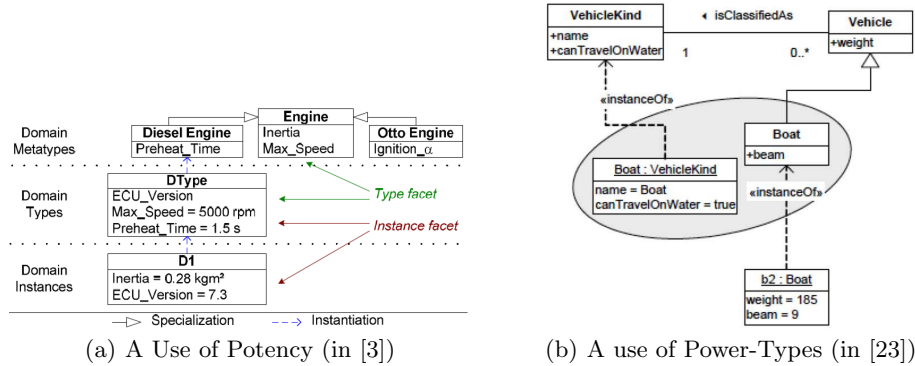 Engine
Inertia
Max_Speed
Domain
Metatypes
Diesel Engine
Preheat_Time
Otto Engine
Ignition_α
Domain
Types
DType
ECU_Version
Max_Speed = 5000 rpm
Preheat_Time = 1.5 s
Type facet
Instance facet
Domain
Instances
D1
Inertia = 0.28 kgm²
ECU_Version = 7.3
Specialization
Instantiation
(a) A Use of Potency (in [3])
VehicleKind
+name
+canTravelOnWater
isClassifiedAs
1
0..*
Vehicle
+weight
«instanceOf»
Boat : VehicleKind
name = Boat
canTravelOnWater = true
Boat
+beam
«instanceOf»
b2 : Boat
weight = 185
beam = 9
(b) A use of Power-Types (in [23])